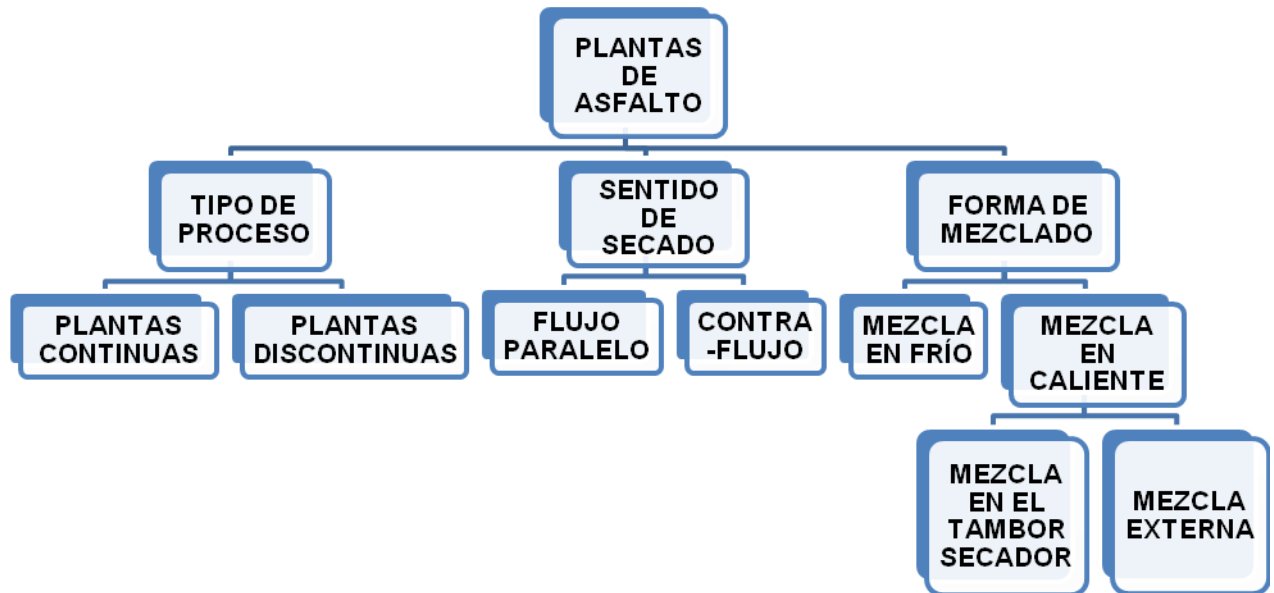 PLANTAS
DE
ASFALTO
TIPO DE
PROCESO
SENTIDO
DE
SECADO
FORMA DE
MEZCLADO
PLANTAS
CONTINUAS
PLANTAS
DISCONTINUAS
FLUJO
PARALELO
CONTRA
-FLUJO
MEZCLA
EN FRÍO
MEZCLA
EN
CALIENTE
MEZCLA
EN EL
TAMBOR
SECADOR
MEZCLA
EXTERNA